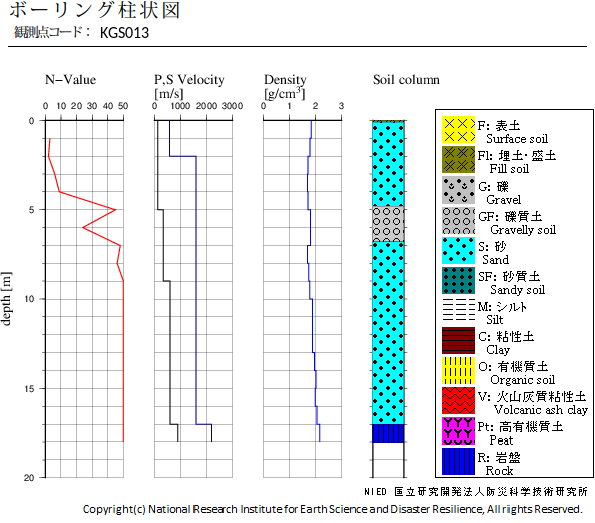 ボーリング柱状図
観測点コード： KGS013
N−Value
P,S Velocity
[m/s]
Density
[g/cm3]
Soil column
0 10 20 30 40 50
0 1000 2000 3000
0 1 2 3
depth [m]
0
5
10
15
20
F: 表土
Surface soil
Fl: 埋土・盛土
Fill soil
G: 礫
Gravel
GF: 礫質土
Gravelly soil
S: 砂
Sand
SF: 砂質土
Sandy soil
M: シルト
Silt
C: 粘性土
Clay
O: 有機質土
Organic soil
V: 火山灰質粘性土
Volcanic ash clay
Pt: 高有機質土
Peat
R: 岩盤
Rock
NIED 国立研究開発法人防災科学技術研究所
Copyright(c) National Research Institute for Earth Science and Disaster Resilience, All rights Reserved.